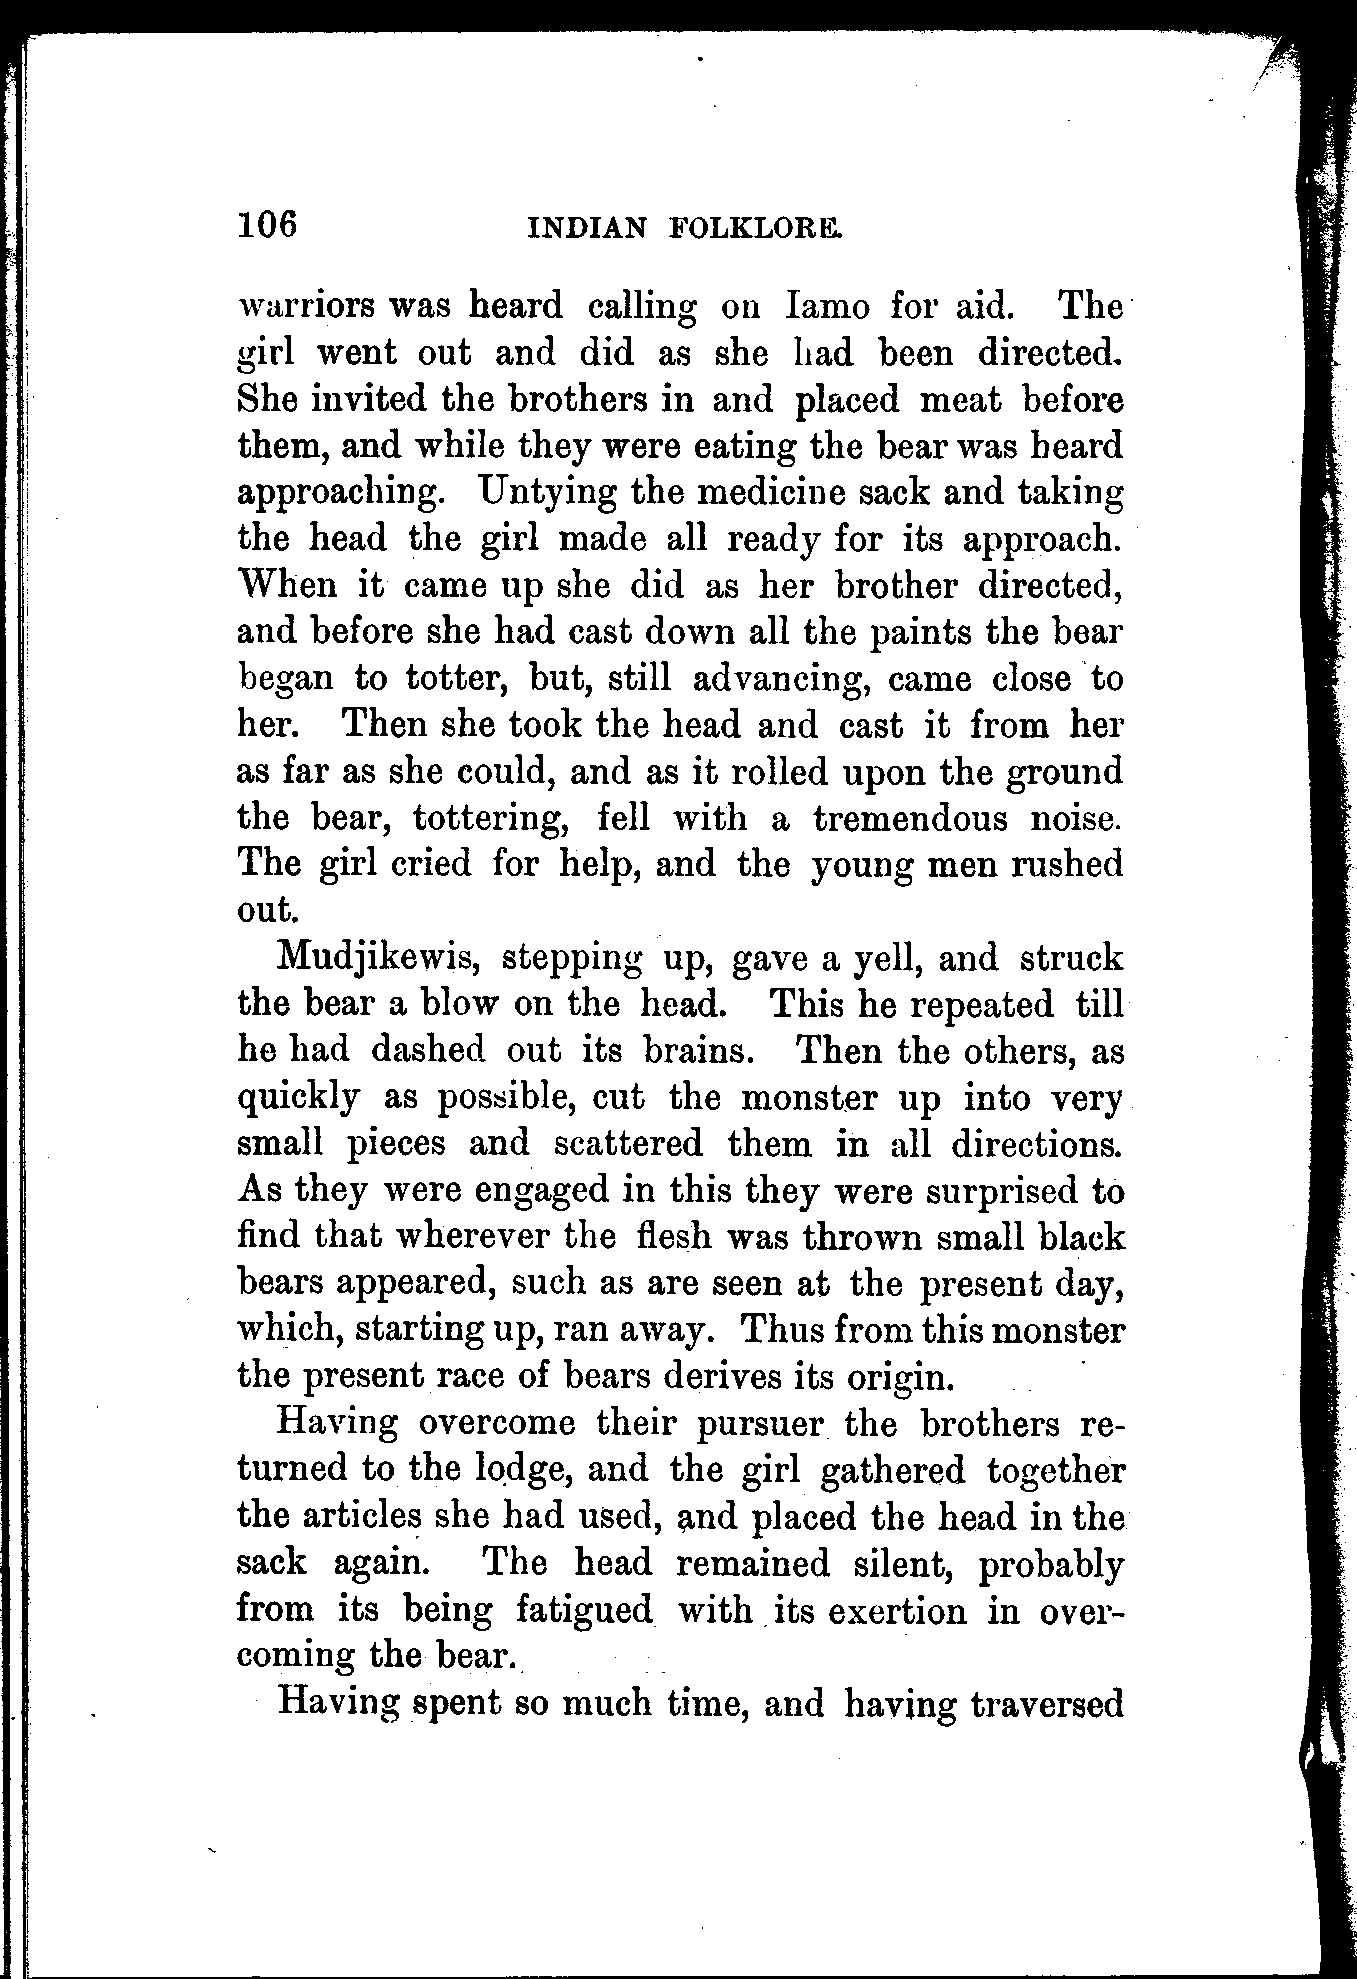 106 INDIAN FOLKLORE.
warriors was heard calling on Iamo for aid. The
girl went out and did as she had been directed.
She invited the brothers in and placed meat before
them, and while they were eating the bear was heard
approaching. Untying the medicine sack and taking
the head the girl made all ready for its approach.
When it came up she did as her brother directed,
and before she had cast down all the paints the bear
began to totter, but, still advancing, came close to
her. Then she took the head and cast it from her
as far as she could, and as it rolled upon the ground
the bear, tottering, fell with a tremendous noise.
The girl cried for help, and the young men rushed
out.
Mudjikewis, stepping up, gave a yell, and struck
the bear a blow on the head. This he repeated till
he had dashed out its brains. Then the others, as
quickly as possible, cut the monster up into very
small pieces and scattered them in all directions.
As they were engaged in this they were surprised to
find that wherever the flesh was thrown small black
bears appeared, such as are seen at the present day,
which, starting up, ran away. Thus from this monster
the present race of bears derives its origin.
Having overcome their pursuer the brothers re-
turned to the lodge, and the girl gathered together
the articles she had used, and placed the head in the
sack again. The head remained silent, probably
from its being fatigued with its exertion in over-
coming the bear.
Having spent so much time, and having traversed